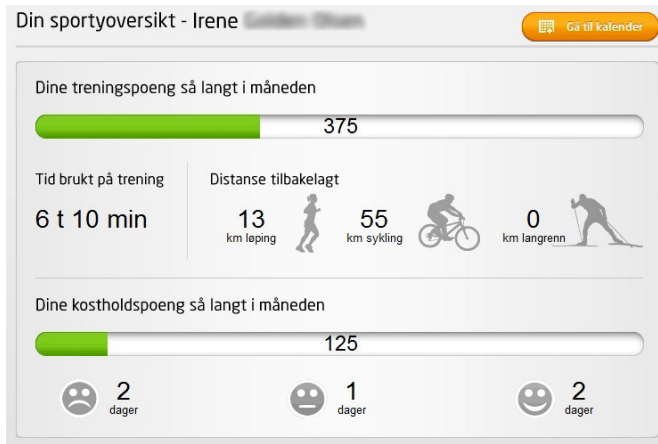 Din sportyoversikt - Irene
Gå til kalender
Dine treningspoeng så langt i måneden
375
Tid brukt på trening
Distanse tilbakelagt
6 t 10 min
13
km løping
55
km sykling
0
km langrenn
Dine kostholdspoeng så langt i måneden
125
2
dager
1
dager
2
dager